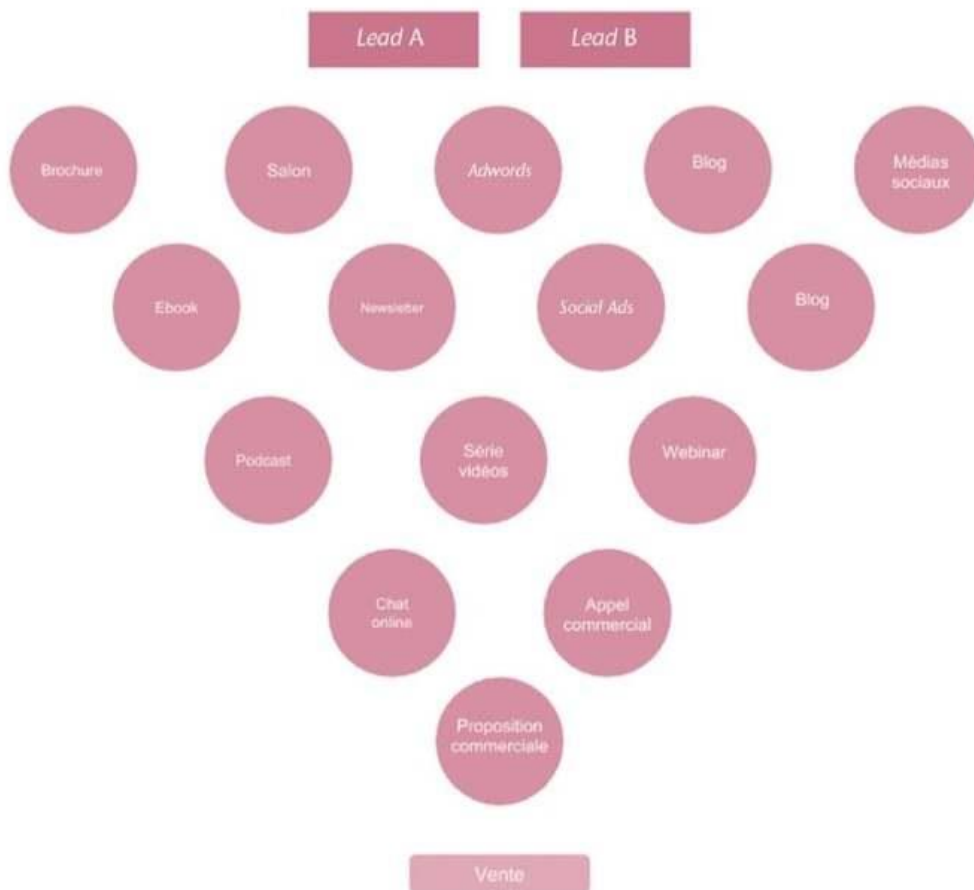 Lead A
Lead B
Brochure
Salon
Adwords
Blog
Médias
sociaux
Ebook
Newsletter
Social Ads
Blog
Podcast
Série
vidéos
Webinar
Chat
online
Appel
commercial
Proposition
commerciale
Vente